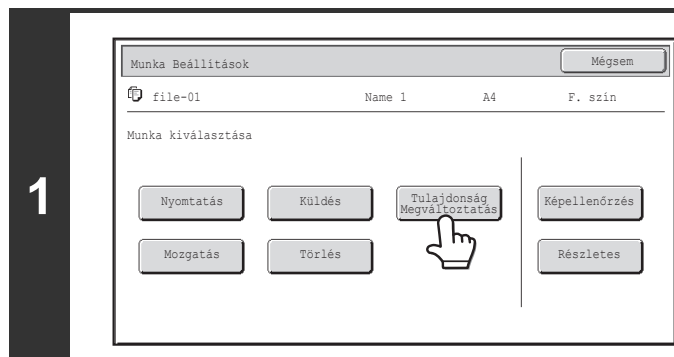 1
Munka Beállítások
Mégsem
file-01 Name 1 A4 F. szín
Munka kiválasztása
Nyomtatás Küldés Tulajdonság Megváltoztatás Képellenőrzés
Mozgatás Törlés Részletes